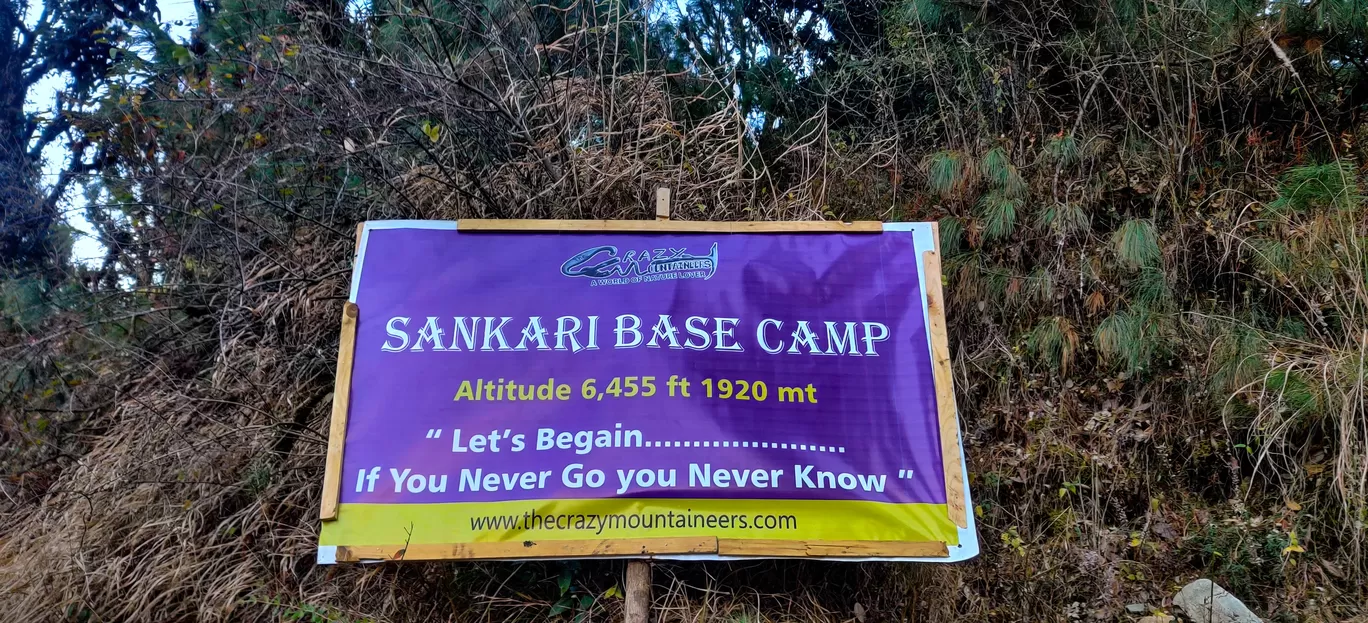 CRAZY
MOUNTAINEERS
A WORLD OF NATURE LOVER
SANKARI BASE CAMP
Altitude 6,455 ft 1920 mt
“ Let's Begain.....................
If You Never Go you Never Know ”
www.thecrazymountaineers.com